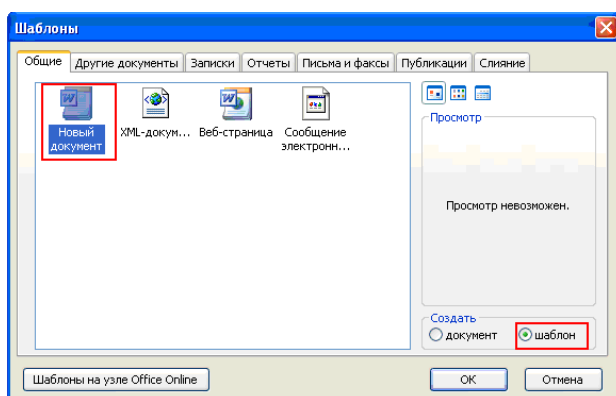 Шаблоны
Общие Другие документы Записки Отчеты Письма и факсы Публикации Слияние
Новый документ XML-докум... Веб-страница Сообщение электронн...
Просмотр
Просмотр невозможен.
Создать
документ шаблон
Шаблоны на узле Office Online OK Отмена